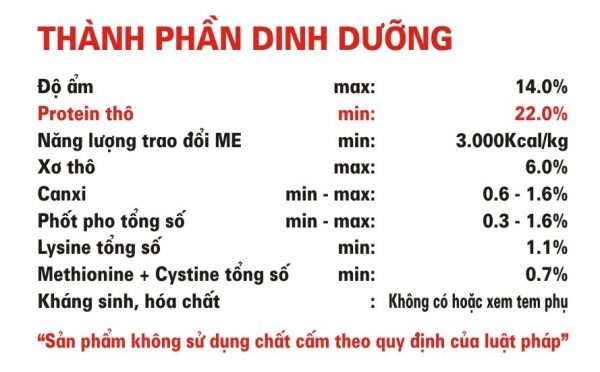 THÀNH PHẦN DINH DƯỠNG
Độ ẩm max: 14.0%
Protein thô min: 22.0%
Năng lượng trao đổi ME min: 3.000Kcal/kg
Xơ thô max: 6.0%
Canxi min - max: 0.6 - 1.6%
Phốt pho tổng số min - max: 0.3 - 1.6%
Lysine tổng số min: 1.1%
Methionine + Cystine tổng số min: 0.7%
Kháng sinh, hóa chất : Không có hoặc xem tem phụ
“Sản phẩm không sử dụng chất cấm theo quy định của luật pháp”